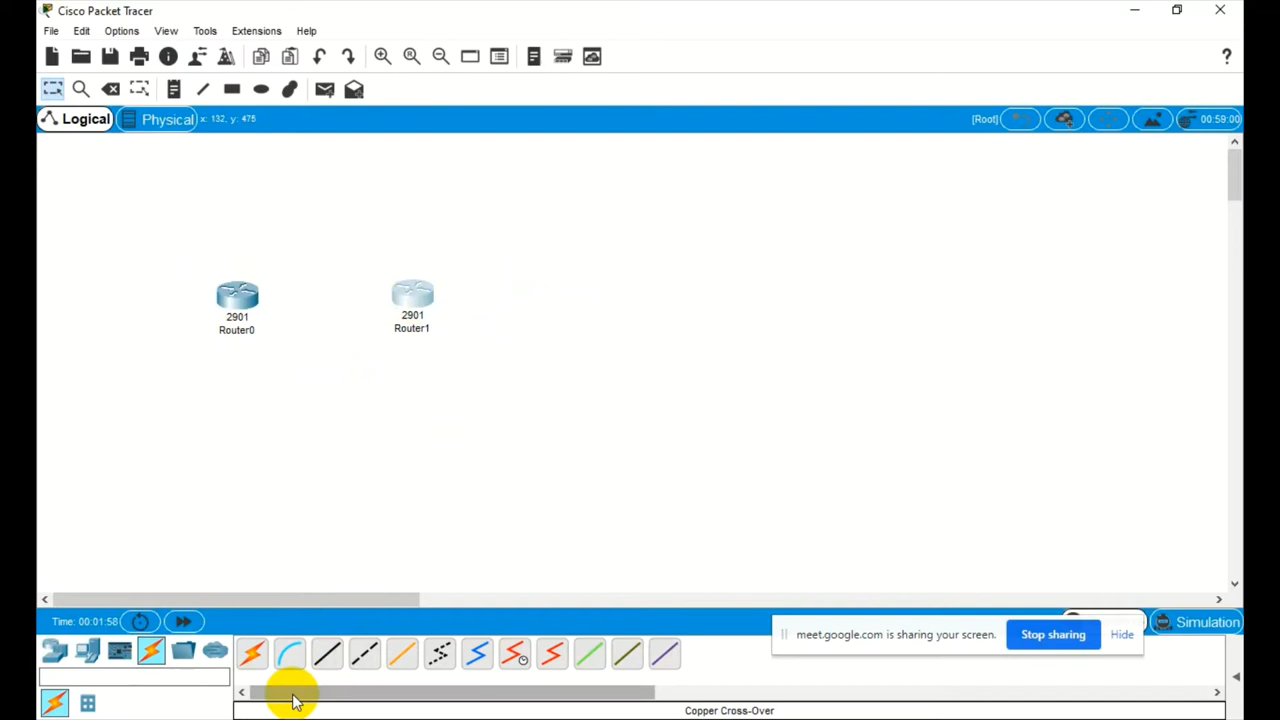 Cisco Packet Tracer
File Edit Options View Tools Extensions Help
Logical Physical x: 132, y: 475 [Root] 00:59:00
2901
Router0
2901
Router1
Time: 00:01:58 Simulation
meet.google.com is sharing your screen. Stop sharing Hide
Copper Cross-Over